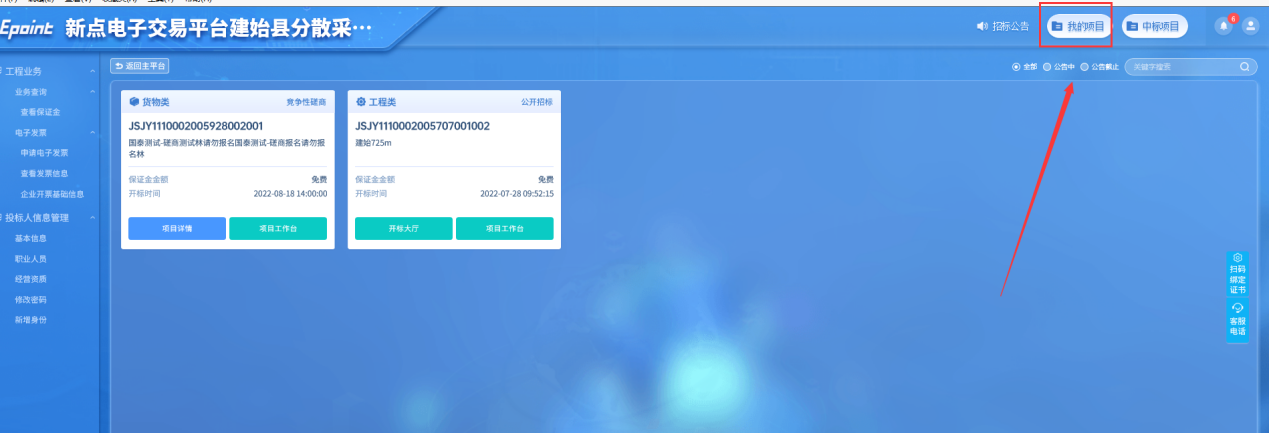 Epoint 新点电子交易平台建始县分散采…
招标公告
我的项目
中标项目
6
工程业务
业务查询
查看保证金
电子发票
申请电子发票
查看发票信息
企业开票基础信息
投标人信息管理
基本信息
职业人员
经营资质
修改密码
新增身份
返回主平台
全部 公告中 公告截止 关键字搜索
货物类 竞争性磋商
JSJY1110002005928002001
国泰测试-磋商测试林请勿报名国泰测试-磋商报名请勿报
名林
保证金金额 免费
开标时间 2022-08-18 14:00:00
项目详情 项目工作台
工程类 公开招标
JSJY1110002005707001002
建始725m
保证金金额 免费
开标时间 2022-07-28 09:52:15
开标大厅 项目工作台
扫码
绑定
证书
客服
电话